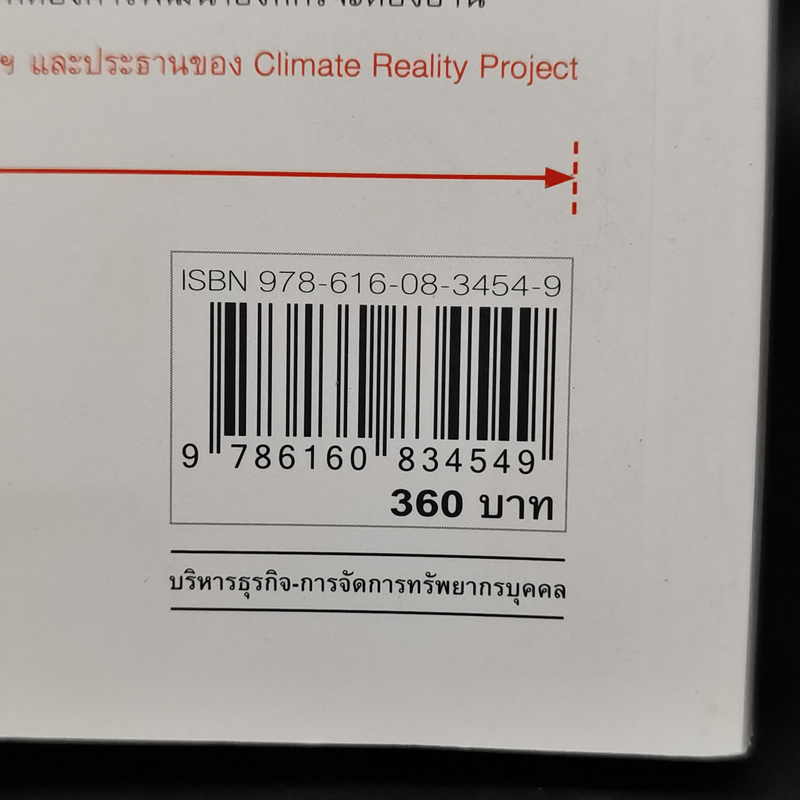 ฯ และประธานของ Climate Reality Project
ISBN 978-616-08-3454-9
9 786160 834549
360 บาท
บริหารธุรกิจ-การจัดการทรัพยากรบุคคล